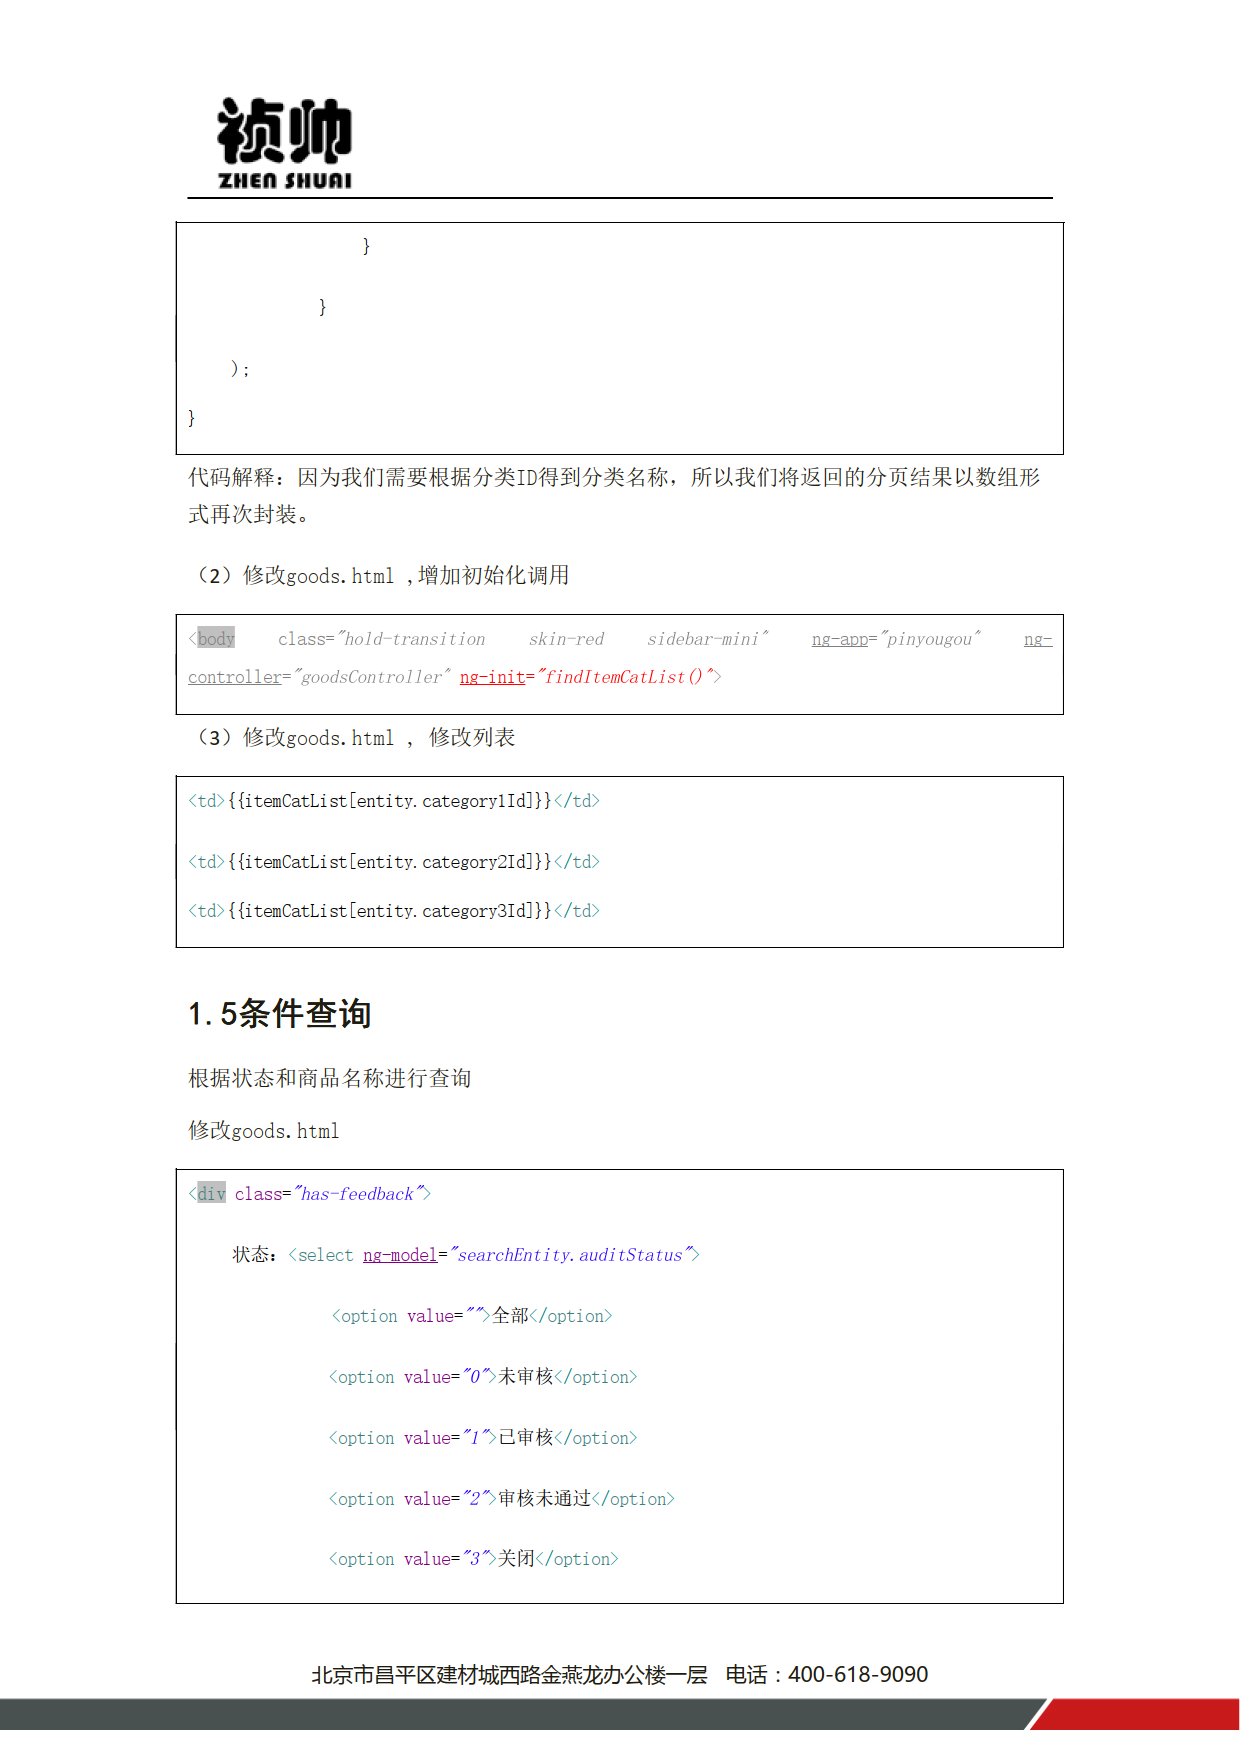 祯帅
ZHEN SHUAI
}
}
);
}
代码解释：因为我们需要根据分类ID得到分类名称，所以我们将返回的分页结果以数组形
式再次封装。
（2）修改goods.html ,增加初始化调用
<body class="hold-transition skin-red sidebar-mini" ng-app="pinyougou" ng-
controller="goodsController" ng-init="findItemCatList()">
（3）修改goods.html , 修改列表
<td>{{itemCatList[entity.category1Id]}}</td>
<td>{{itemCatList[entity.category2Id]}}</td>
<td>{{itemCatList[entity.category3Id]}}</td>
1.5条件查询
根据状态和商品名称进行查询
修改goods.html
<div class="has-feedback">
状态：<select ng-model="searchEntity.auditStatus">
<option value="">全部</option>
<option value="0">未审核</option>
<option value="1">已审核</option>
<option value="2">审核未通过</option>
<option value="3">关闭</option>
北京市昌平区建材城西路金燕龙办公楼一层 电话：400-618-9090